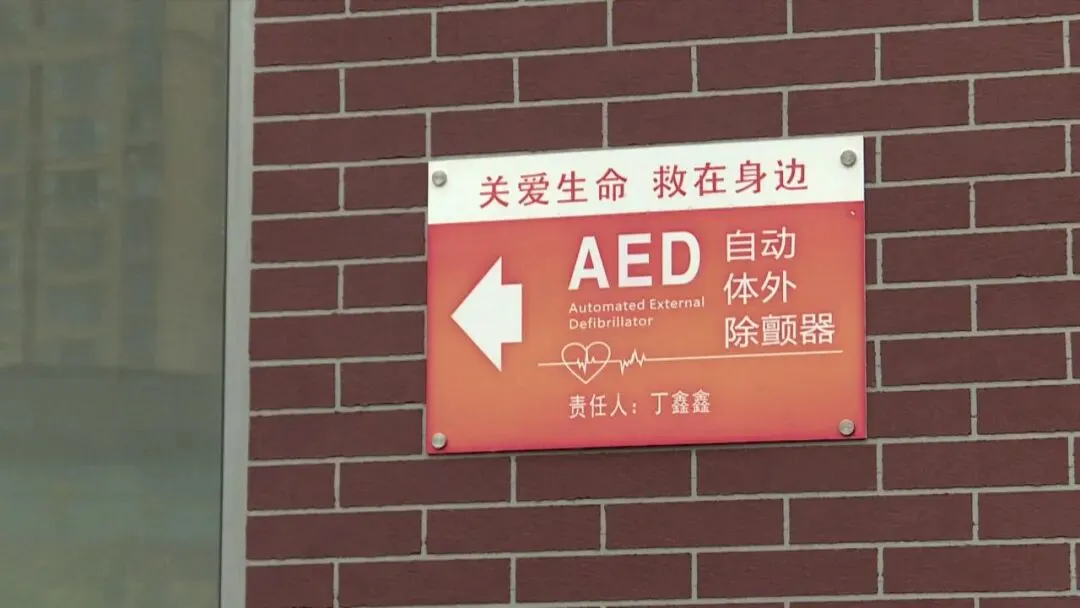 关爱生命 救在身边
AED
Automated External
Defibrillator
自动
体外
除颤器
责任人：丁鑫鑫